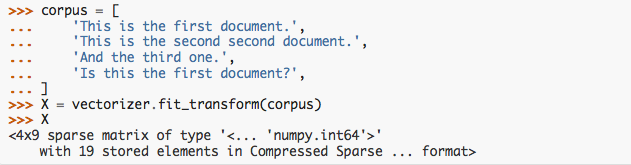 >>> corpus = [
...     'This is the first document.',
...     'This is the second second document.',
...     'And the third one.',
...     'Is this the first document?',
... ]
>>> X = vectorizer.fit_transform(corpus)
>>> X
<4x9 sparse matrix of type '<... 'numpy.int64'>'
    with 19 stored elements in Compressed Sparse ... format>